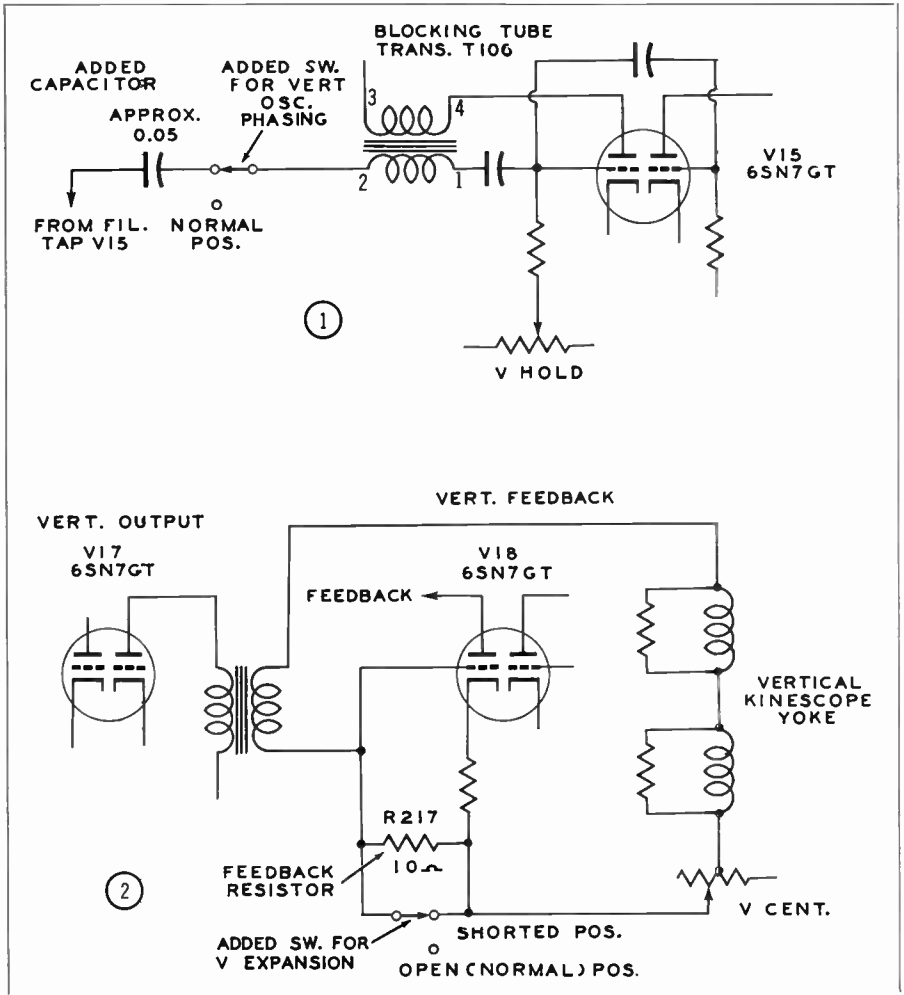 BLOCKING TUBE
TRANS. T106
ADDED
CAPACITOR
ADDED SW.
FOR VERT
OSC.
PHASING
APPROX.
0.05
3
4
2
1
V15
6SN7GT
FROM FIL.
TAP V15
NORMAL
POS.
1
V HOLD
VERT. FEEDBACK
VERT. OUTPUT
V17
6SN7GT
V18
6SN7GT
FEEDBACK
VERTICAL
KINESCOPE
YOKE
R217
10Ω
FEEDBACK
RESISTOR
2
V CENT.
ADDED SW. FOR
V EXPANSION
SHORTED POS.
OPEN (NORMAL) POS.